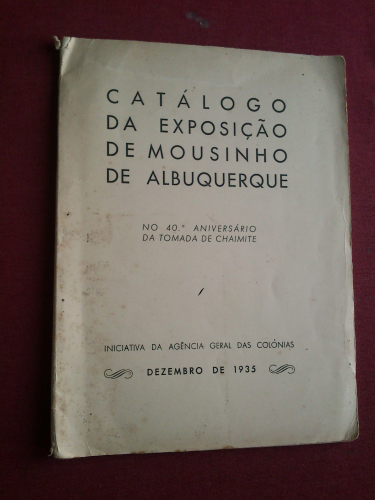 CATÁLOGO
DA EXPOSIÇÃO
DE MOUSINHO
DE ALBUQUERQUE
NO 40.º ANIVERSÁRIO
DA TOMADA DE CHAIMITE
INICIATIVA DA AGÊNCIA GERAL DAS COLÓNIAS
DEZEMBRO DE 1935